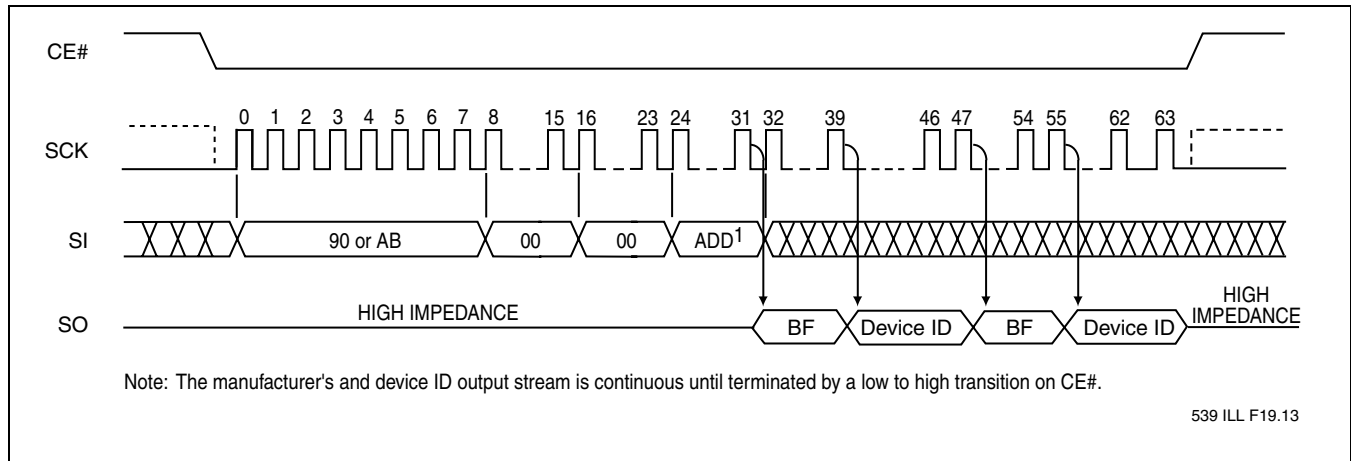 CE#
SCK
0 1 2 3 4 5 6 7 8 15 16 23 24 31 32 39 46 47 54 55 62 63
SI
90 or AB 00 00 ADD1
SO
HIGH IMPEDANCE BF Device ID BF Device ID HIGH IMPEDANCE
Note: The manufacturer's and device ID output stream is continuous until terminated by a low to high transition on CE#.
539 ILL F19.13